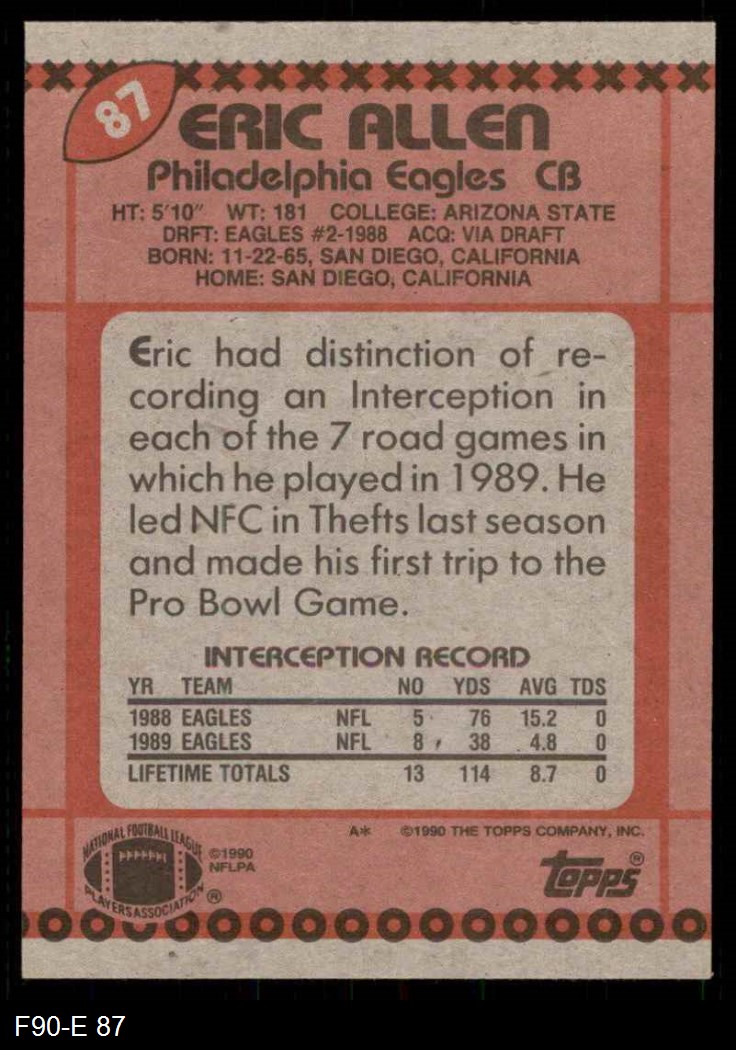 87
ERIC ALLEN
Philadelphia Eagles CB
HT: 5'10" WT: 181 COLLEGE: ARIZONA STATE
DRFT: EAGLES #2-1988 ACQ: VIA DRAFT
BORN: 11-22-65, SAN DIEGO, CALIFORNIA
HOME: SAN DIEGO, CALIFORNIA
Eric had distinction of re-
cording an Interception in
each of the 7 road games in
which he played in 1989. He
led NFC in Thefts last season
and made his first trip to the
Pro Bowl Game.
INTERCEPTION RECORD
YR TEAM NO YDS AVG TDS
1988 EAGLES NFL 5 76 15.2 0
1989 EAGLES NFL 8 38 4.8 0
LIFETIME TOTALS 13 114 8.7 0
A* ©1990 THE TOPPS COMPANY, INC.
NATIONAL FOOTBALL LEAGUE
PLAYERS ASSOCIATION ®
©1990
NFLPA
Topps®
F90-E 87